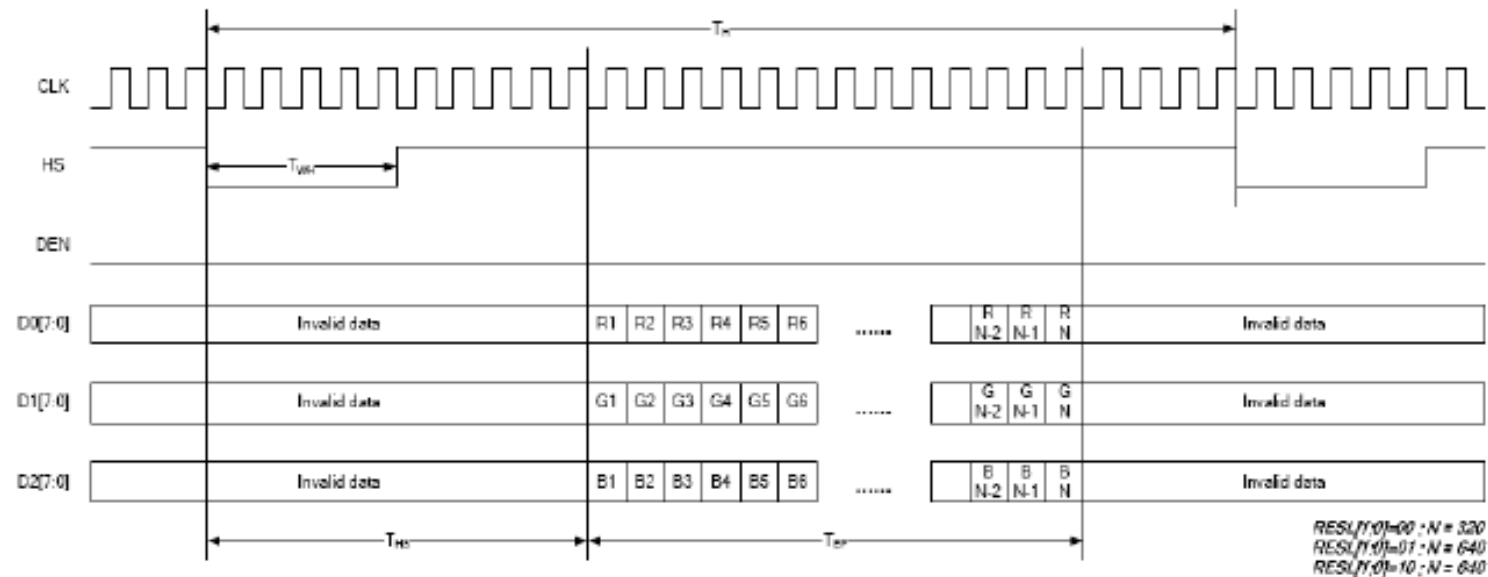 TH
CLK
HS
TWH
DEN
D0[7:0] Invalid data R1 R2 R3 R4 R5 R6 ....... R N-2 R N-1 R N Invalid data
D1[7:0] Invalid data G1 G2 G3 G4 G5 G6 ....... G N-2 G N-1 G N Invalid data
D2[7:0] Invalid data B1 B2 B3 B4 B5 B6 ....... B N-2 B N-1 B N Invalid data
THS TEP
RESL[1:0]=00 ; N = 320
RESL[1:0]=01 ; N = 640
RESL[1:0]=10 ; N = 640